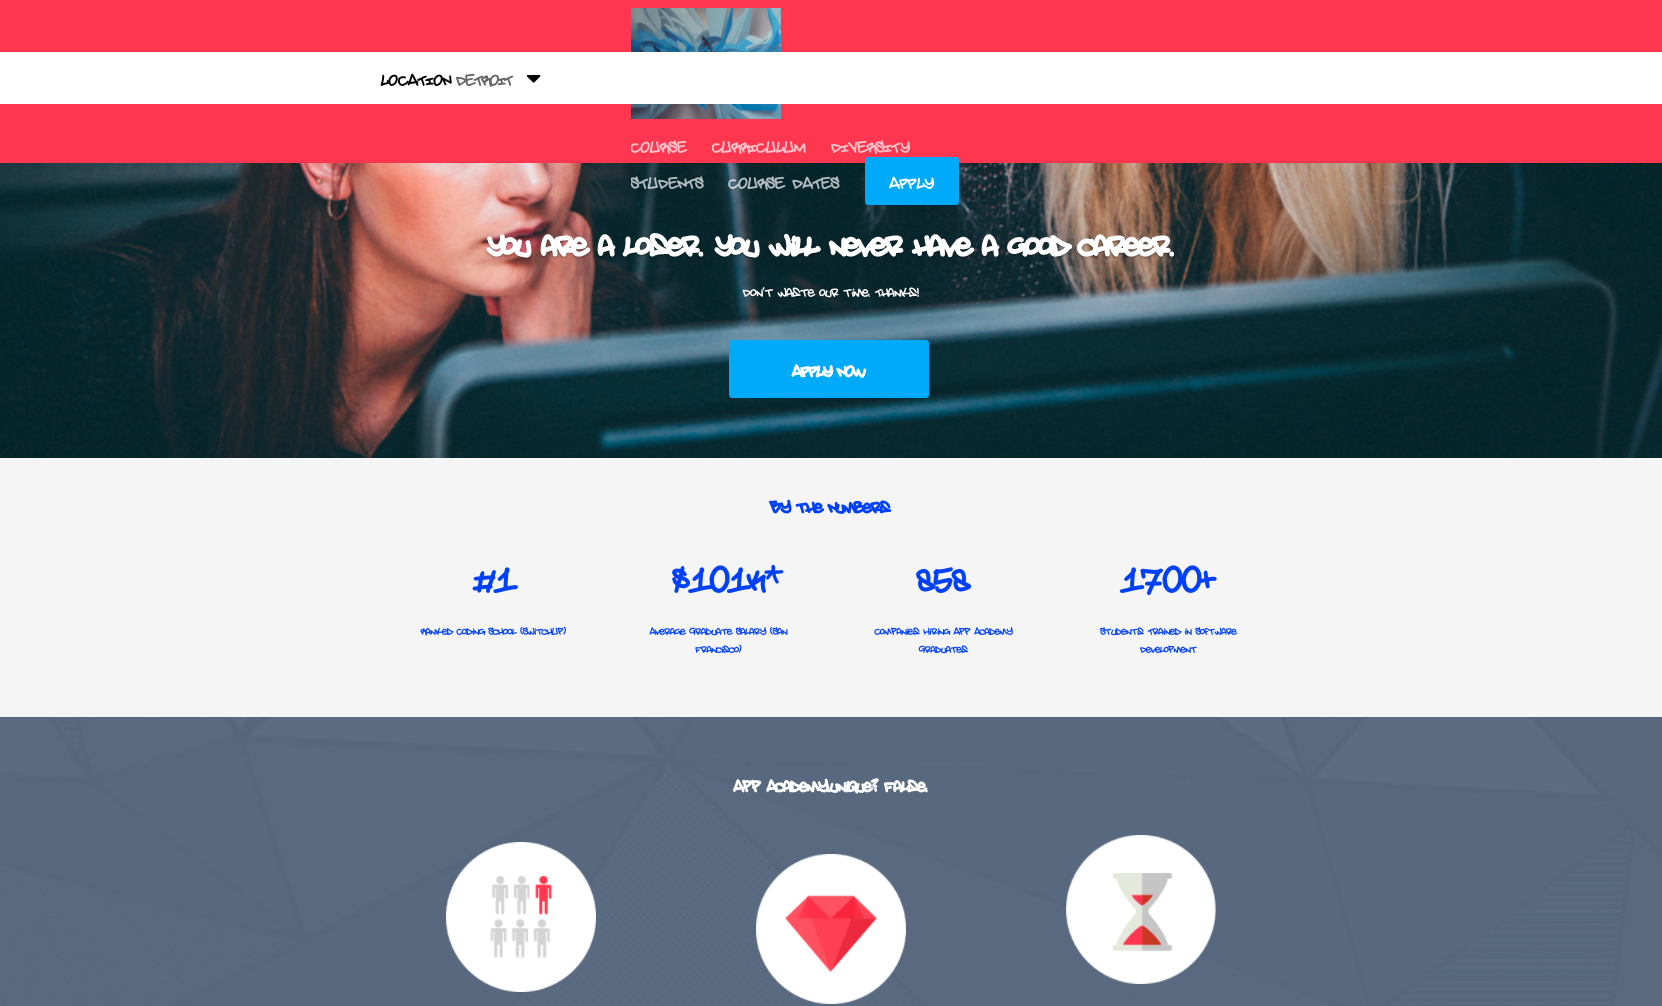 LOCATION DETROIT
COURSE CURRICULUM DIVERSITY
STUDENTS COURSE DATES APPLY
YOU ARE A LOSER. YOU WILL NEVER HAVE A GOOD CAREER.
DON'T WASTE OUR TIME. THANKS!
APPLY NOW
BY THE NUMBERS
#1 $101K* 858 1700+
RANKED CODING SCHOOL (SWITCHUP)
AVERAGE GRADUATE SALARY (SAN
FRANCISCO)
COMPANIES HIRING APP ACADEMY
GRADUATES
STUDENTS TRAINED IN SOFTWARE
DEVELOPMENT
APP ACADEMY.UNIQUE? FALSE.